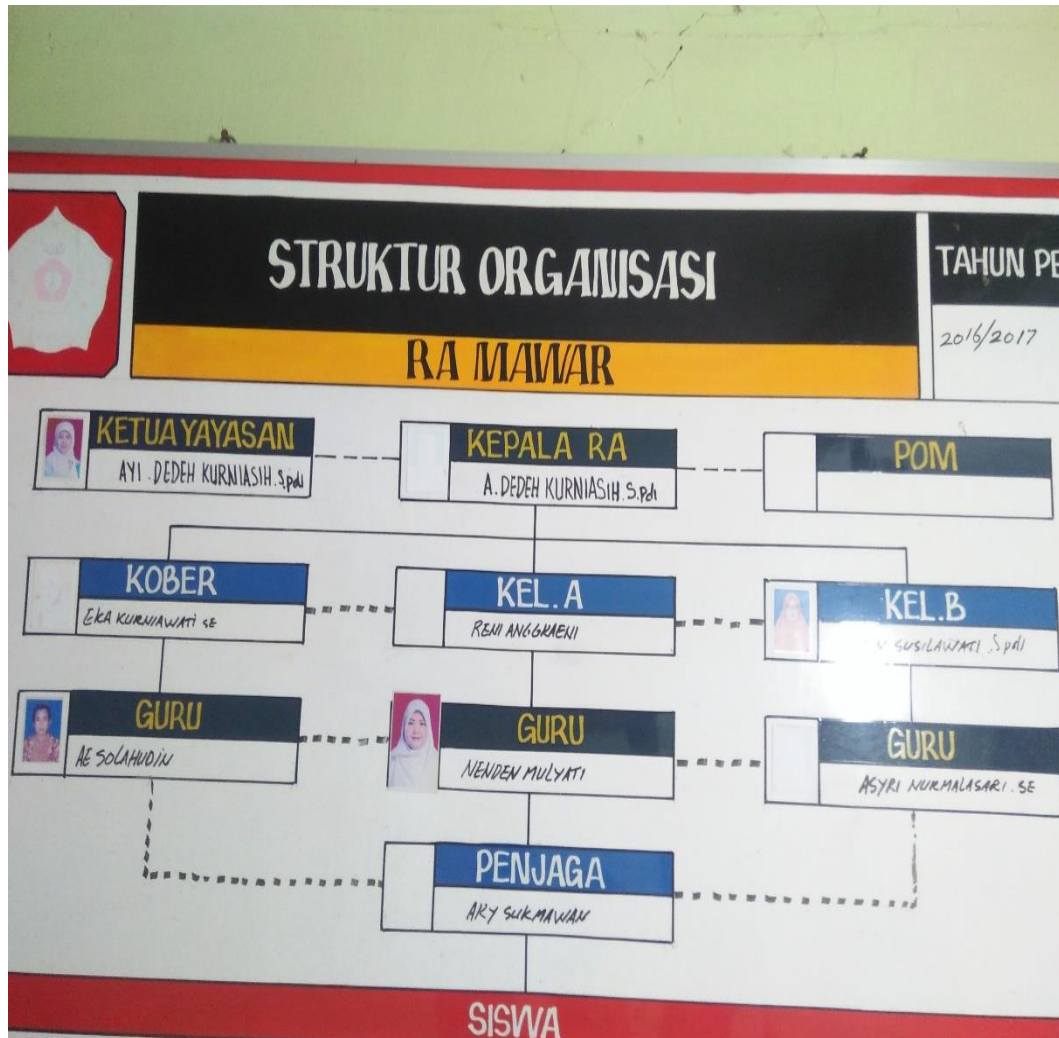 STRUKTUR ORGANISASI
RA MAWAR
TAHUN PE
2016/2017
KETUA YAYASAN
AYI . DEDEH KURNIASIH . S.pdi
KEPALA RA
A. DEDEH KURNIASIH. S.Pdi
POM
KOBER
EKA KURNIAWATI SE
KEL. A
RENI ANGGRAENI
KEL.B
SUSILAWATI . S pdi
GURU
AE SOLAHUDIN
GURU
NENDEN MULYATI
GURU
ASYRI NURMALASARI . SE
PENJAGA
ARY SUKMAWAN
SISWA